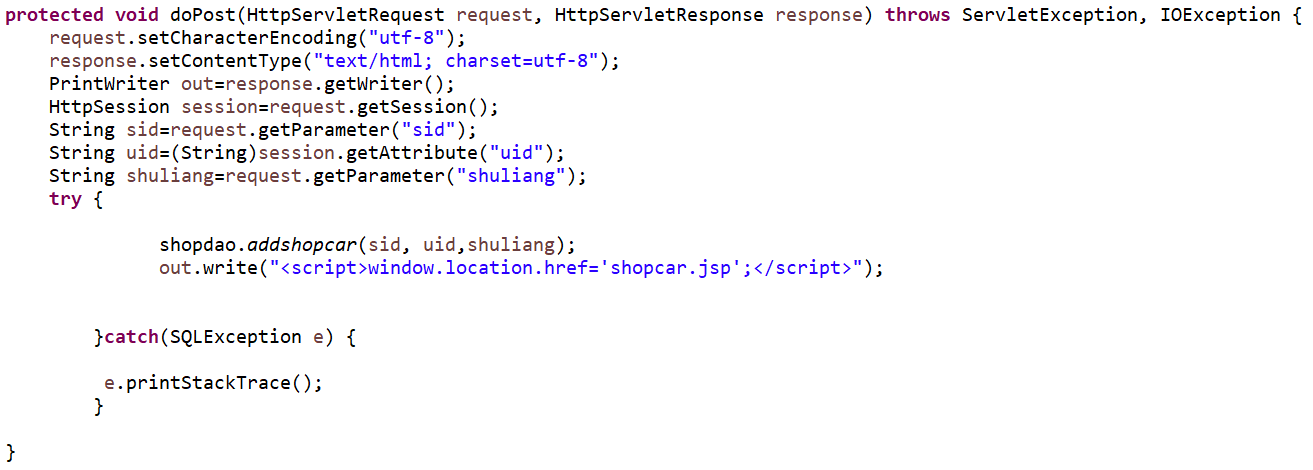 protected void doPost(HttpServletRequest request, HttpServletResponse response) throws ServletException, IOException {
    request.setCharacterEncoding("utf-8");
    response.setContentType("text/html; charset=utf-8");
    PrintWriter out=response.getWriter();
    HttpSession session=request.getSession();
    String sid=request.getParameter("sid");
    String uid=(String)session.getAttribute("uid");
    String shuliang=request.getParameter("shuliang");
    try {
              shopdao.addshopcar(sid, uid,shuliang);
              out.write("<script>window.location.href='shopcar.jsp';</script>");
        }catch(SQLException e) {
         e.printStackTrace();
        }
}